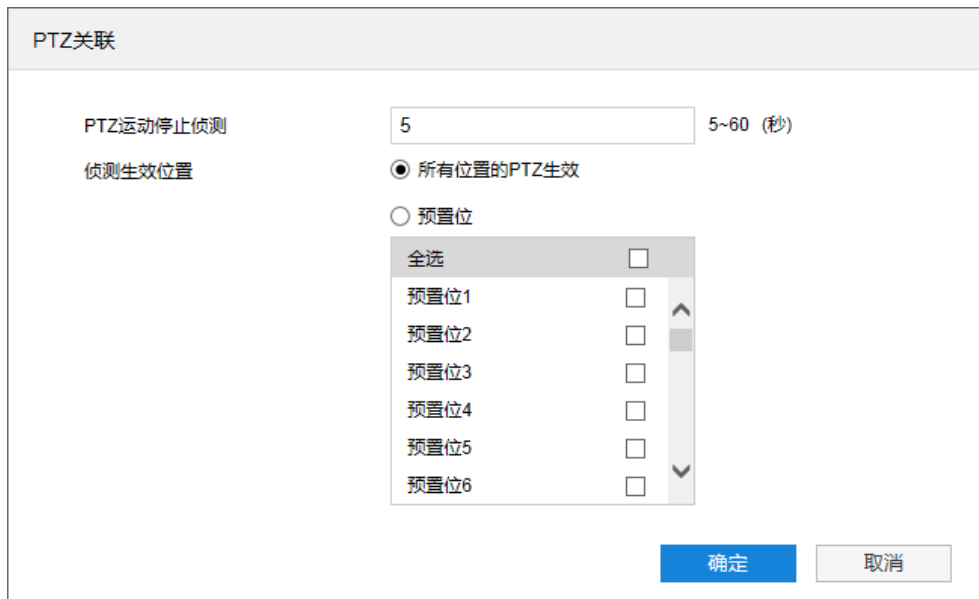 PTZ关联
PTZ运动停止侦测 5 5~60 (秒)
侦测生效位置 所有位置的PTZ生效
预置位
全选
预置位1
预置位2
预置位3
预置位4
预置位5
预置位6
确定 取消